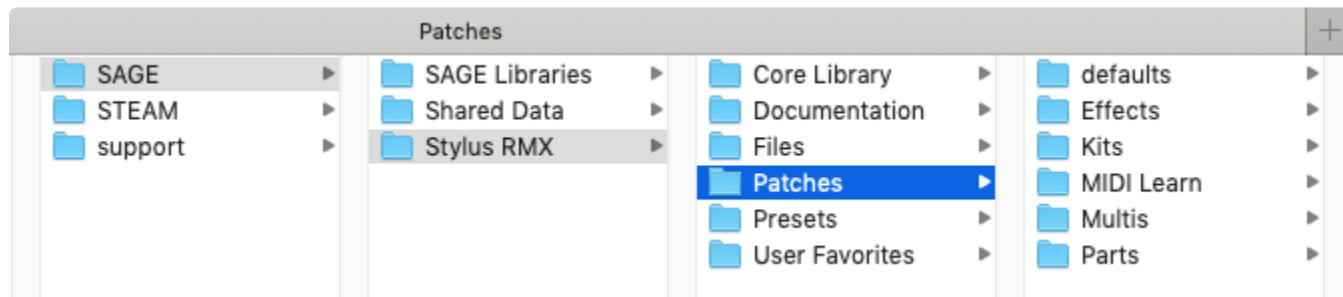 Patches
SAGE
STEAM
support
SAGE Libraries
Shared Data
Stylus RMX
Core Library
Documentation
Files
Patches
Presets
User Favorites
defaults
Effects
Kits
MIDI Learn
Multis
Parts